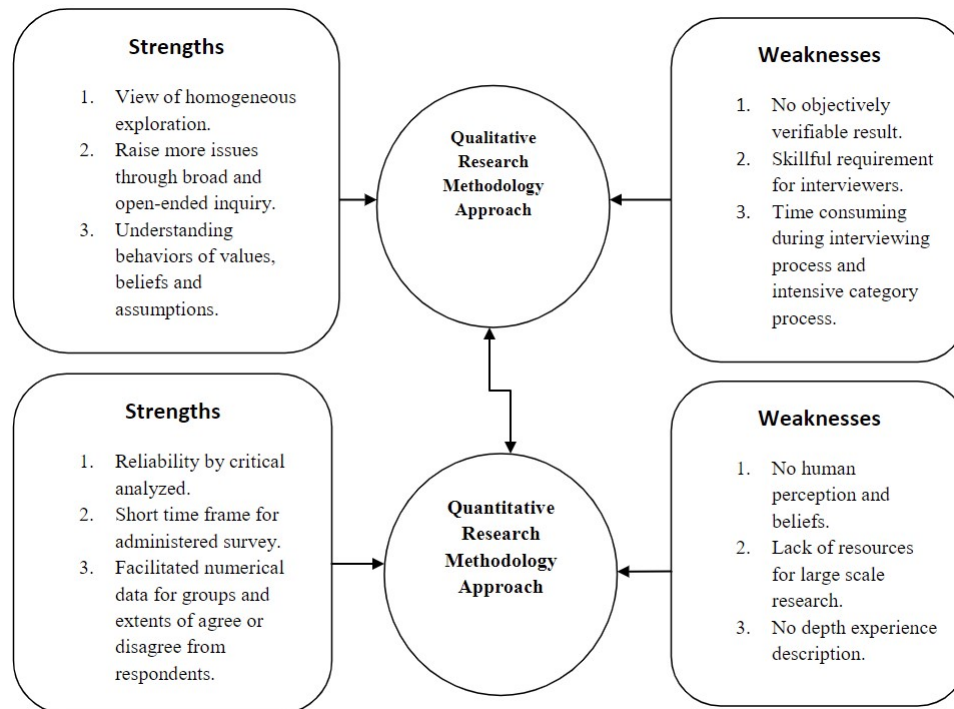 Strengths
1. View of homogeneous
exploration.
2. Raise more issues
through broad and
open-ended inquiry.
3. Understanding
behaviors of values,
beliefs and
assumptions.
Qualitative
Research
Methodology
Approach
Weaknesses
1. No objectively
verifiable result.
2. Skillful requirement
for interviewers.
3. Time consuming
during interviewing
process and
intensive category
process.
Strengths
1. Reliability by critical
analyzed.
2. Short time frame for
administered survey.
3. Facilitated numerical
data for groups and
extents of agree or
disagree from
respondents.
Quantitative
Research
Methodology
Approach
Weaknesses
1. No human
perception and
beliefs.
2. Lack of resources
for large scale
research.
3. No depth experience
description.